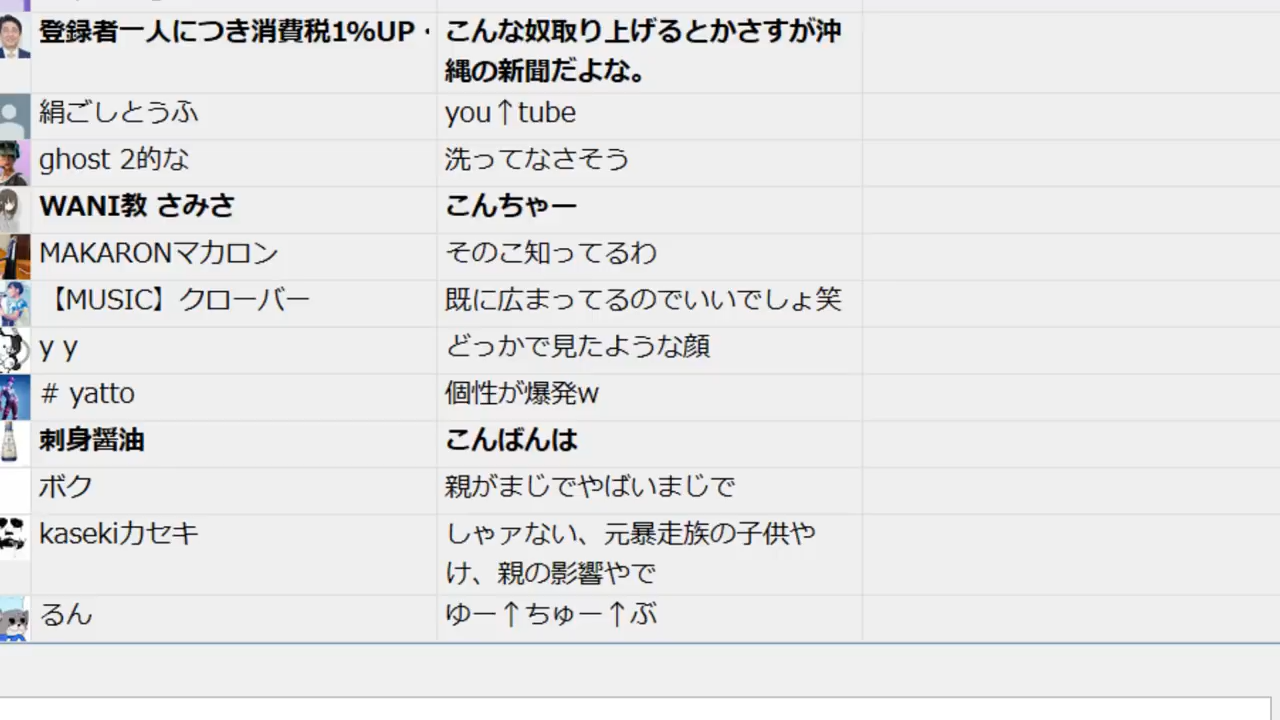 登録者一人につき消費税1%UP・ こんな奴取り上げるとかさすが沖
縄の新聞だよな。
絹ごしとうふ you↑tube
ghost 2的な 洗ってなさそう
WANI教 さみさ こんちゃー
MAKARONマカロン そのこ知ってるわ
【MUSIC】クローバー 既に広まってるのでいいでしょ笑
y y どっかで見たような顔
# yatto 個性が爆発w
刺身醤油 こんばんは
ボク 親がまじでやばいまじで
kasekiカセキ しゃァない、元暴走族の子供や
け、親の影響やで
るん ゆー↑ちゅー↑ぶ